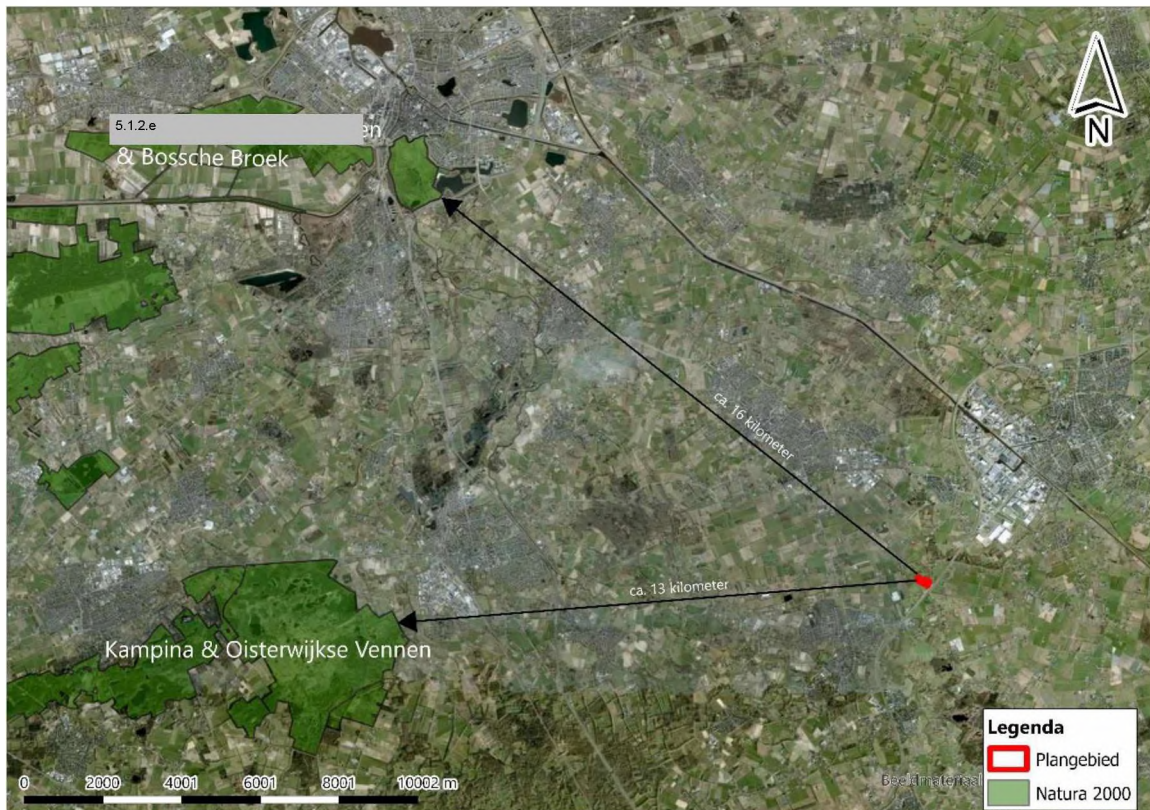 5.1.2.e
en
& Bossche Broek
N
ca. 16 kilometer
ca. 13 kilometer
Kampina & Oisterwijkse Vennen
0 2000 4001 6001 8001 10002 m
Legenda
Plangebied
Natura 2000
Beeldmateriaal